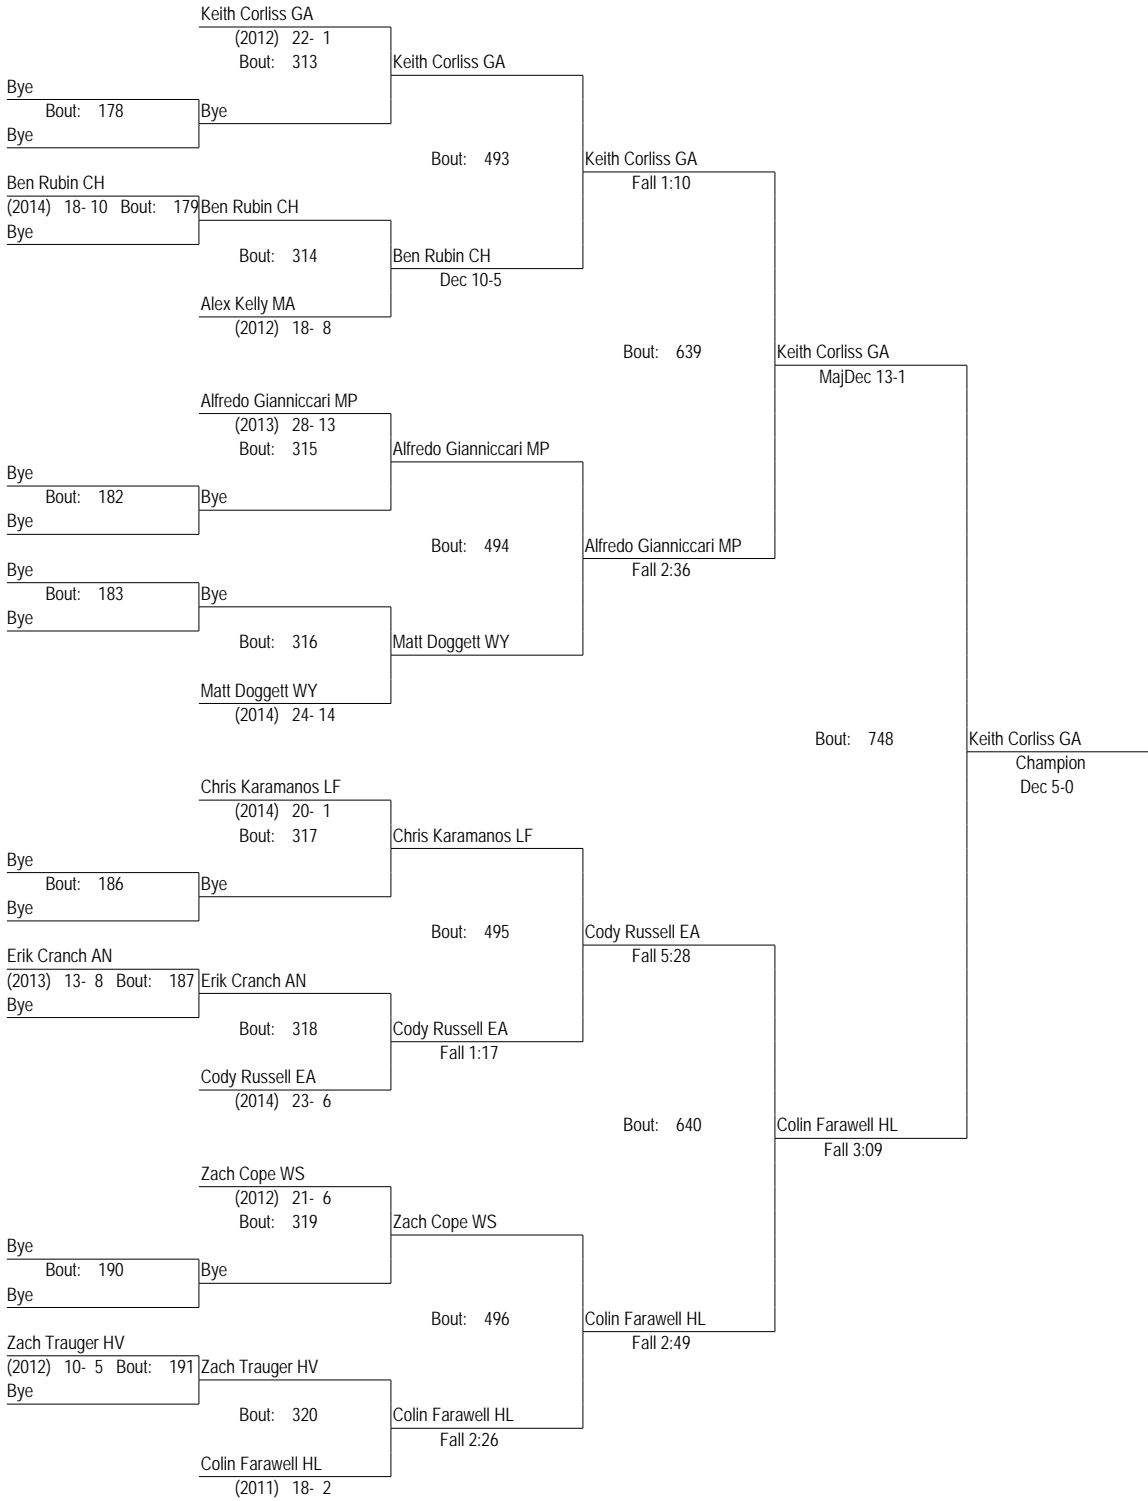 Keith Corliss GA
(2012) 22- 1
Bout: 313
Keith Corliss GA
Bye
Bout: 178
Bye
Bye
Bout: 493
Keith Corliss GA
Fall 1:10
Ben Rubin CH
(2014) 18- 10 Bout: 179
Ben Rubin CH
Bye
Bout: 314
Ben Rubin CH
Dec 10-5
Alex Kelly MA
(2012) 18- 8
Bout: 639
Keith Corliss GA
MajDec 13-1
Alfredo Gianniccari MP
(2013) 28- 13
Bout: 315
Alfredo Gianniccari MP
Bye
Bout: 182
Bye
Bye
Bout: 494
Alfredo Gianniccari MP
Fall 2:36
Bye
Bout: 183
Bye
Bye
Bout: 316
Matt Doggett WY
Matt Doggett WY
(2014) 24- 14
Bout: 748
Keith Corliss GA
Champion
Dec 5-0
Chris Karamanos LF
(2014) 20- 1
Bout: 317
Chris Karamanos LF
Bye
Bout: 186
Bye
Bye
Bout: 495
Cody Russell EA
Fall 5:28
Erik Cranch AN
(2013) 13- 8 Bout: 187
Erik Cranch AN
Bye
Bout: 318
Cody Russell EA
Fall 1:17
Cody Russell EA
(2014) 23- 6
Bout: 640
Colin Farawell HL
Fall 3:09
Zach Cope WS
(2012) 21- 6
Bout: 319
Zach Cope WS
Bye
Bout: 190
Bye
Bye
Bout: 496
Colin Farawell HL
Fall 2:49
Zach Trauger HV
(2012) 10- 5 Bout: 191
Zach Trauger HV
Bye
Bout: 320
Colin Farawell HL
Fall 2:26
Colin Farawell HL
(2011) 18- 2